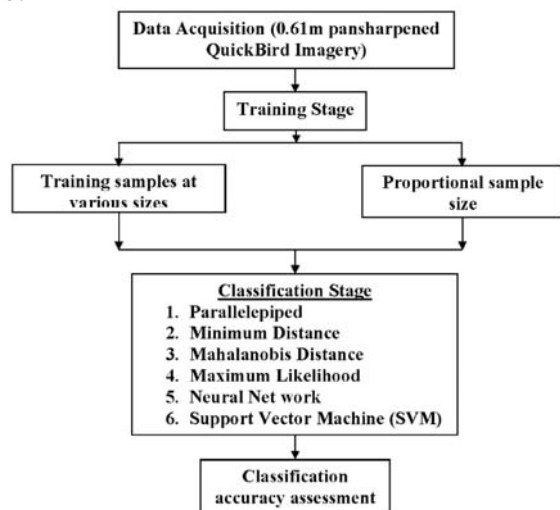 Data Acquisition (0.61m pansharpened
QuickBird Imagery)
Training Stage
Training samples at
various sizes
Proportional sample
size
Classification Stage
1. Parallelepiped
2. Minimum Distance
3. Mahalanobis Distance
4. Maximum Likelihood
5. Neural Net work
6. Support Vector Machine (SVM)
Classification
accuracy assessment